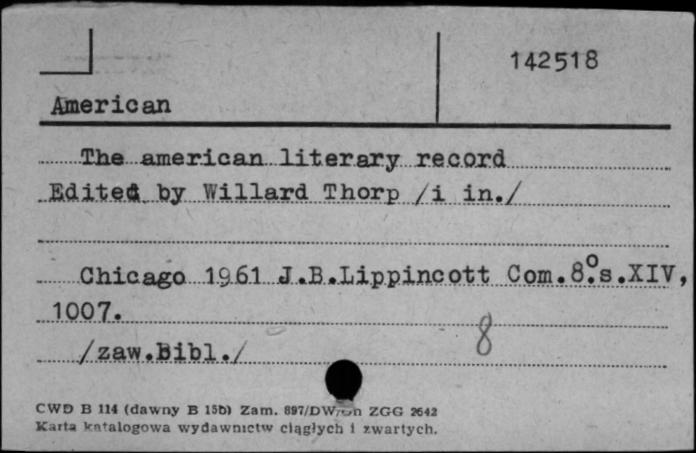 142518
American
The american literary record
Edited by Willard Thorp /i in./
Chicago 1961 J.B.Lippincott Com.8°.s.XIV,
1007.
8
/zaw.Bibl./
CWD B 114 (dawny B 15b) Zam. 897/DW/Dn ZGG 2642
Karta katalogowa wydawnictw ciągłych i zwartych.